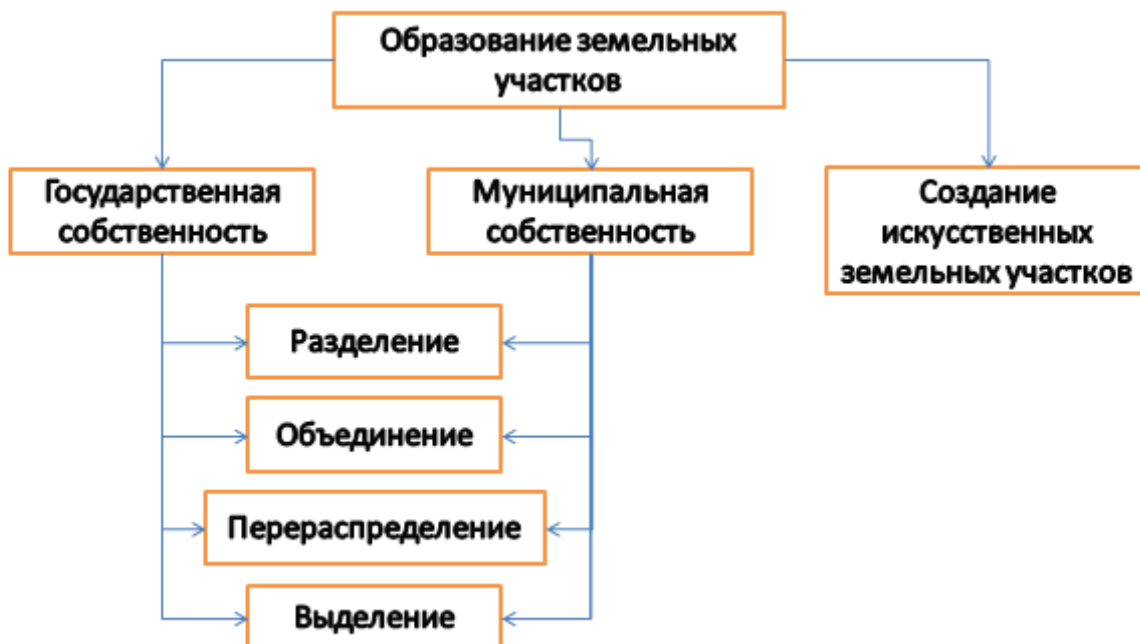 Образование земельных
участков
Государственная
собственность
Муниципальная
собственность
Создание
искусственных
земельных участков
Разделение
Объединение
Перераспределение
Выделение